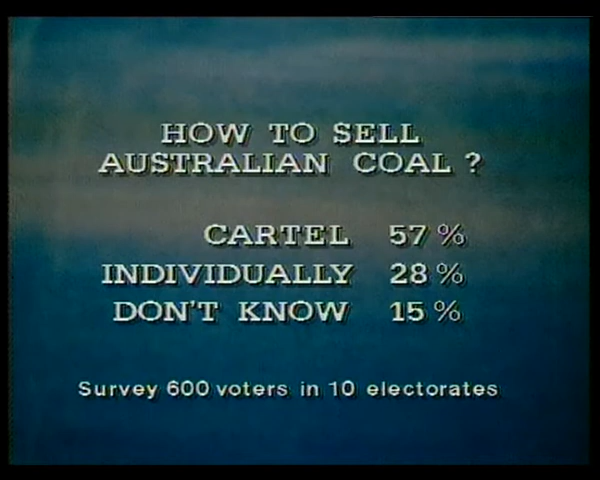 HOW TO SELL
AUSTRALIAN COAL ?
CARTEL 57 %
INDIVIDUALLY 28 %
DON'T KNOW 15 %
Survey 600 voters in 10 electorates